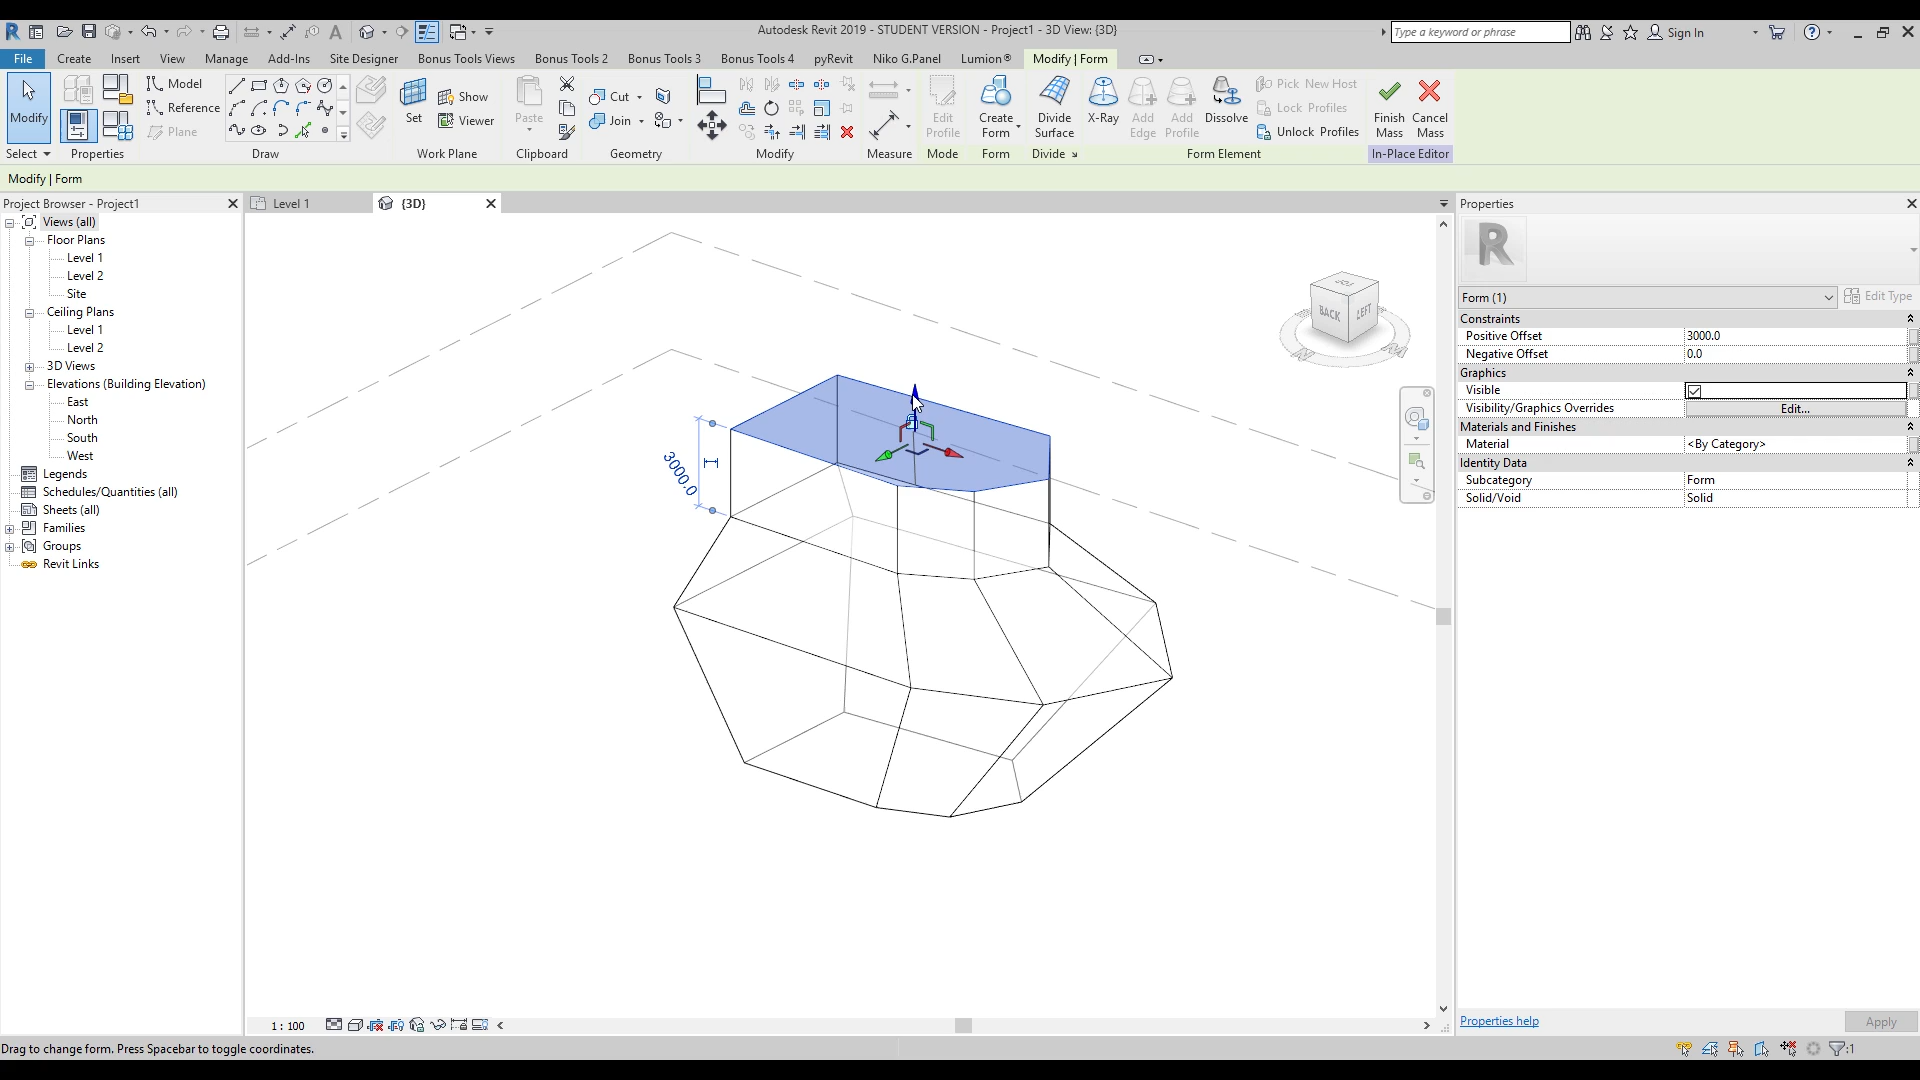 Autodesk Revit 2019 - STUDENT VERSION - Project1 - 3D View: {3D}
Type a keyword or phrase
Sign In
File Create Insert View Manage Add-Ins Site Designer Bonus Tools Views Bonus Tools 2 Bonus Tools 3 Bonus Tools 4 pyRevit Niko G.Panel Lumion® Modify | Form
Modify
Model
Reference
Plane
Set
Show
Viewer
Paste
Cut
Join
Edit Profile
Create Form
Divide Surface
X-Ray
Add Edge
Add Profile
Dissolve
Pick New Host
Lock Profiles
Unlock Profiles
Finish Mass
Cancel Mass
Select Properties Draw Work Plane Clipboard Geometry Modify Measure Mode Form Divide Form Element In-Place Editor
Modify | Form
Project Browser - Project1
Views (all)
Floor Plans
Level 1
Level 2
Site
Ceiling Plans
Level 1
Level 2
3D Views
Elevations (Building Elevation)
East
North
South
West
Legends
Schedules/Quantities (all)
Sheets (all)
Families
Groups
Revit Links
Level 1
{3D}
3000.0
BACK
LEFT
Properties
R
Form (1)
Edit Type
Constraints
Positive Offset 3000.0
Negative Offset 0.0
Graphics
Visible
Visibility/Graphics Overrides Edit...
Materials and Finishes
Material <By Category>
Identity Data
Subcategory Form
Solid/Void Solid
Properties help
Apply
1 : 100
Drag to change form. Press Spacebar to toggle coordinates.
:1